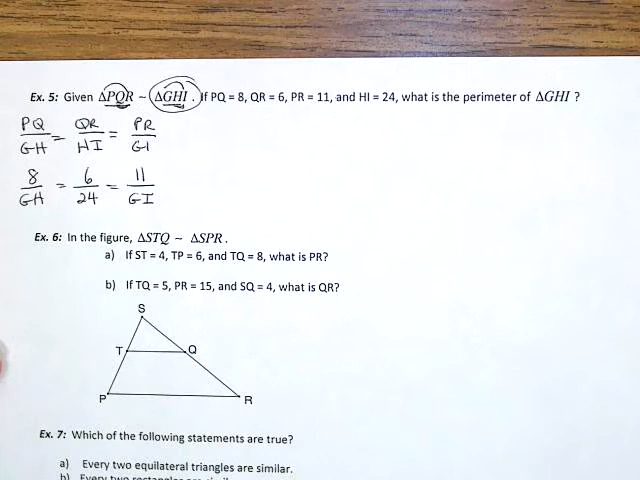 Ex. 5: Given ΔPQR ~ ΔGHI . If PQ = 8, QR = 6, PR = 11, and HI = 24, what is the perimeter of ΔGHI ?
PQ/GH = QR/HI = PR/GI
8/GH = 6/24 = 11/GI
Ex. 6: In the figure, ΔSTQ ~ ΔSPR .
a) If ST = 4, TP = 6, and TQ = 8, what is PR?
b) If TQ = 5, PR = 15, and SQ = 4, what is QR?
S
T Q
P R
Ex. 7: Which of the following statements are true?
a) Every two equilateral triangles are similar.
b) Every two